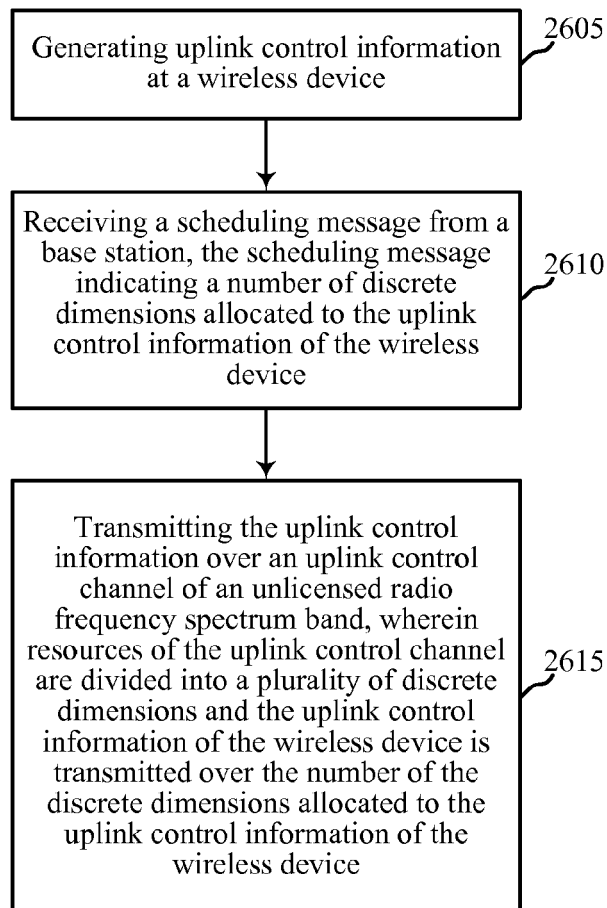 Generating uplink control information
at a wireless device
2605
Receiving a scheduling message from a
base station, the scheduling message
indicating a number of discrete
dimensions allocated to the uplink
control information of the wireless
device
2610
Transmitting the uplink control
information over an uplink control
channel of an unlicensed radio
frequency spectrum band, wherein
resources of the uplink control channel
are divided into a plurality of discrete
dimensions and the uplink control
information of the wireless device is
transmitted over the number of the
discrete dimensions allocated to the
uplink control information of the
wireless device
2615